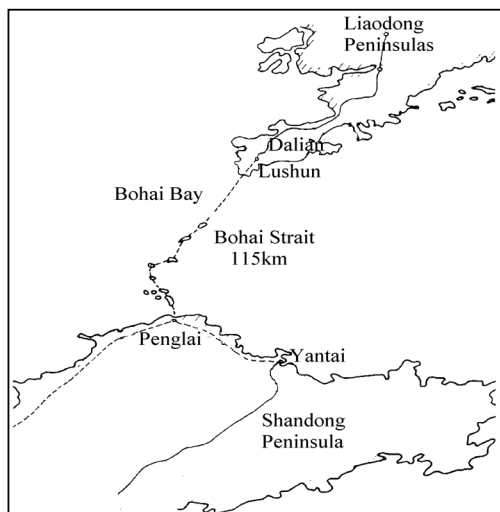 Liaodong
Peninsulas
Dalian
Lushun
Bohai Bay
Bohai Strait
115km
Penglai
Yantai
Shandong
Peninsula